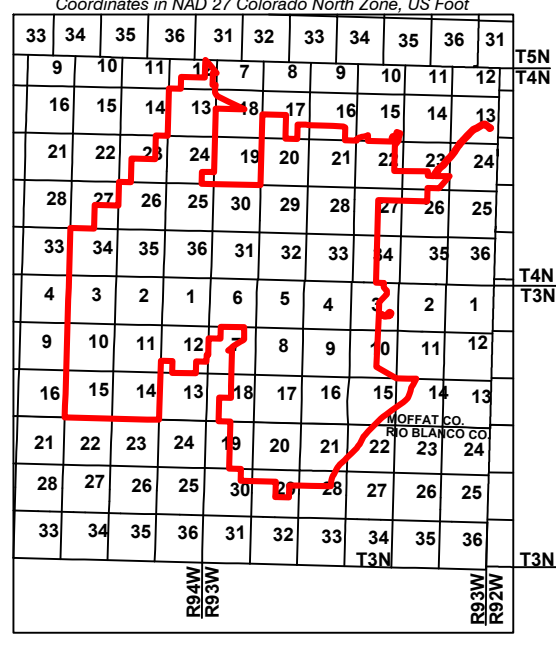 Coordinates in NAD 27 Colorado North Zone, US Foot
33 34 35 36 31 32 33 34 35 36 31
T5N
T4N
9 10 11 12 7 8 9 10 11 12
16 15 14 13 18 17 16 15 14 13
21 22 23 24 19 20 21 22 23 24
28 27 26 25 30 29 28 27 26 25
33 34 35 36 31 32 33 34 35 36
T4N
T3N
4 3 2 1 6 5 4 3 2 1
9 10 11 12 7 8 9 10 11 12
16 15 14 13 18 17 16 15 14 13
MOFFAT CO.
RIO BLANCO CO.
21 22 23 24 19 20 21 22 23 24
28 27 26 25 30 29 28 27 26 25
33 34 35 36 31 32 33 34 35 36
T3N T3N
R94W R93W R93W R92W